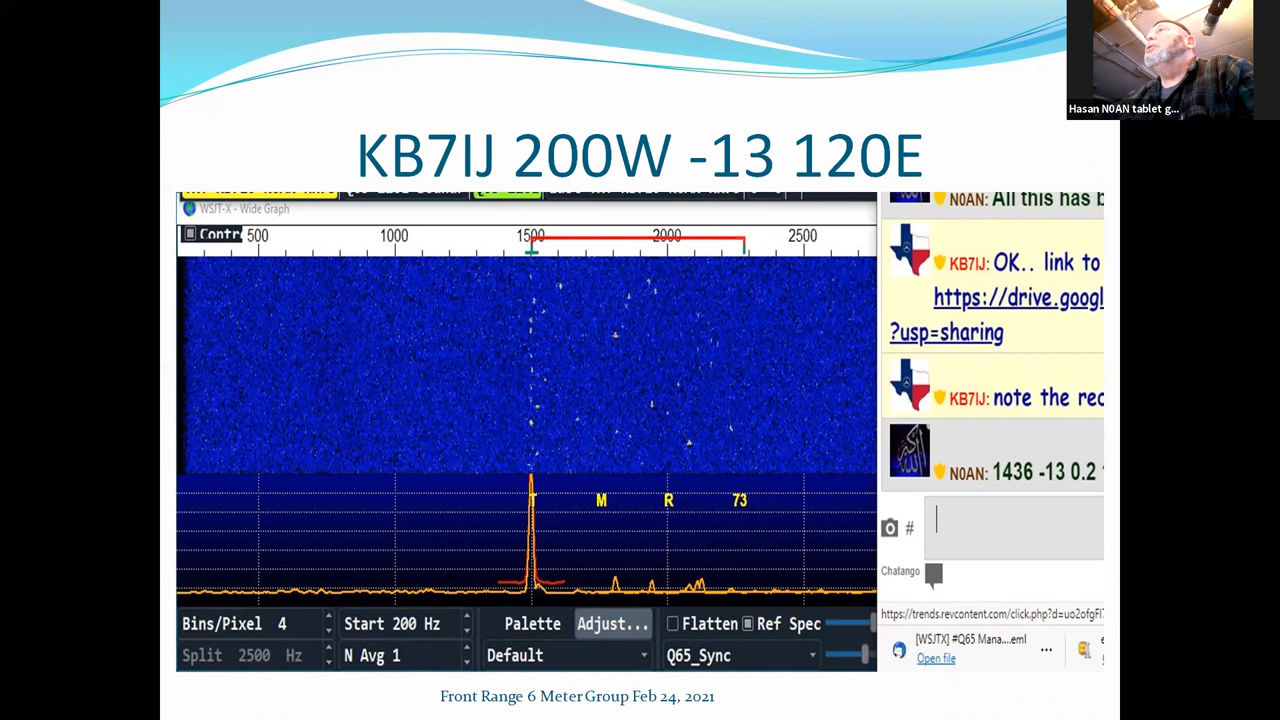 Hasan N0AN tablet g...
KB7IJ 200W -13 120E
WSJT-X - Wide Graph
N0AN: All this has b
Contro 500 1000 1500 2000 2500
KB7IJ: OK.. link to
https://drive.googl
?usp=sharing
KB7IJ: note the rec
N0AN: 1436 -13 0.2
T M R 73
#
Chatango
https://trends.revcontent.com/click.php?d=uo2ofgFl
Bins/Pixel 4 Start 200 Hz Palette Adjust... Flatten Ref Spec
Split 2500 Hz N Avg 1 Default Q65_Sync
[WSJTX] #Q65 Mana....eml
Open file
...
Front Range 6 Meter Group Feb 24, 2021